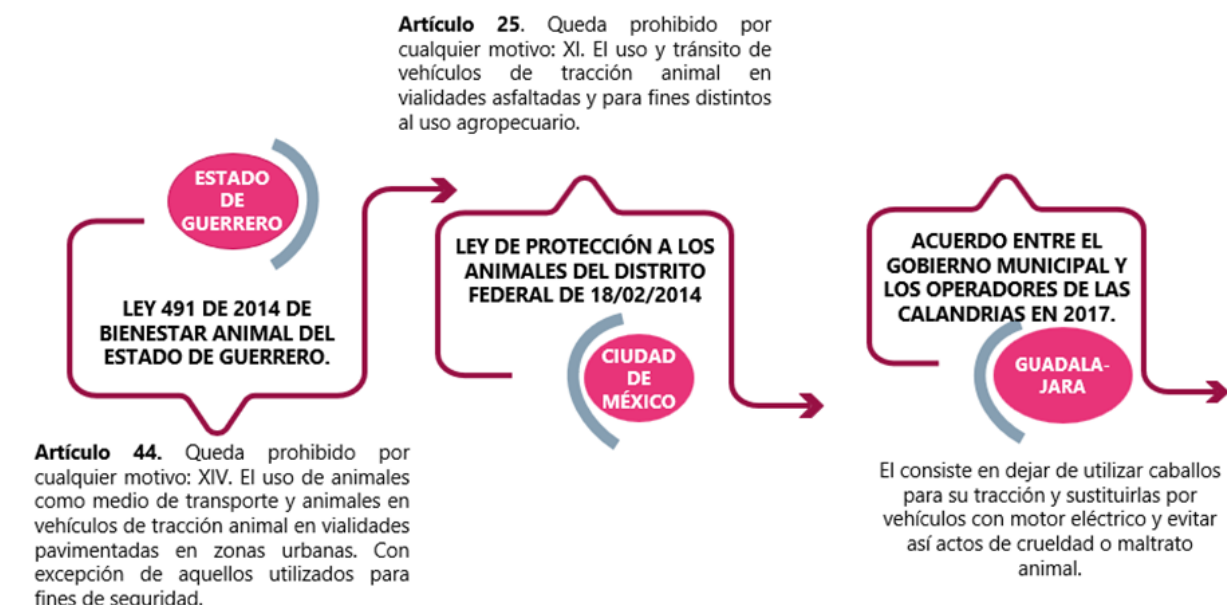 Artículo 25. Queda prohibido por
cualquier motivo: XI. El uso y tránsito de
vehículos de tracción animal en
vialidades asfaltadas y para fines distintos
al uso agropecuario.
ESTADO
DE
GUERRERO
LEY 491 DE 2014 DE
BIENESTAR ANIMAL DEL
ESTADO DE GUERRERO.
Artículo 44. Queda prohibido por
cualquier motivo: XIV. El uso de animales
como medio de transporte y animales en
vehículos de tracción animal en vialidades
pavimentadas en zonas urbanas. Con
excepción de aquellos utilizados para
fines de seguridad.
LEY DE PROTECCIÓN A LOS
ANIMALES DEL DISTRITO
FEDERAL DE 18/02/2014
CIUDAD
DE
MÉXICO
ACUERDO ENTRE EL
GOBIERNO MUNICIPAL Y
LOS OPERADORES DE LAS
CALANDRIAS EN 2017.
GUADALA-
JARA
El consiste en dejar de utilizar caballos
para su tracción y sustituirlas por
vehículos con motor eléctrico y evitar
así actos de crueldad o maltrato
animal.